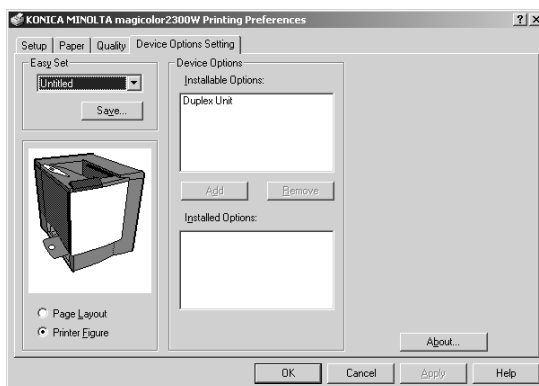 KONICA MINOLTA magicolor2300W Printing Preferences
Setup Paper Quality Device Options Setting
Easy Set
Untitled
Save...
Page Layout
Printer Figure
Device Options
Installable Options:
Duplex Unit
Add Remove
Installed Options:
About...
OK Cancel Apply Help